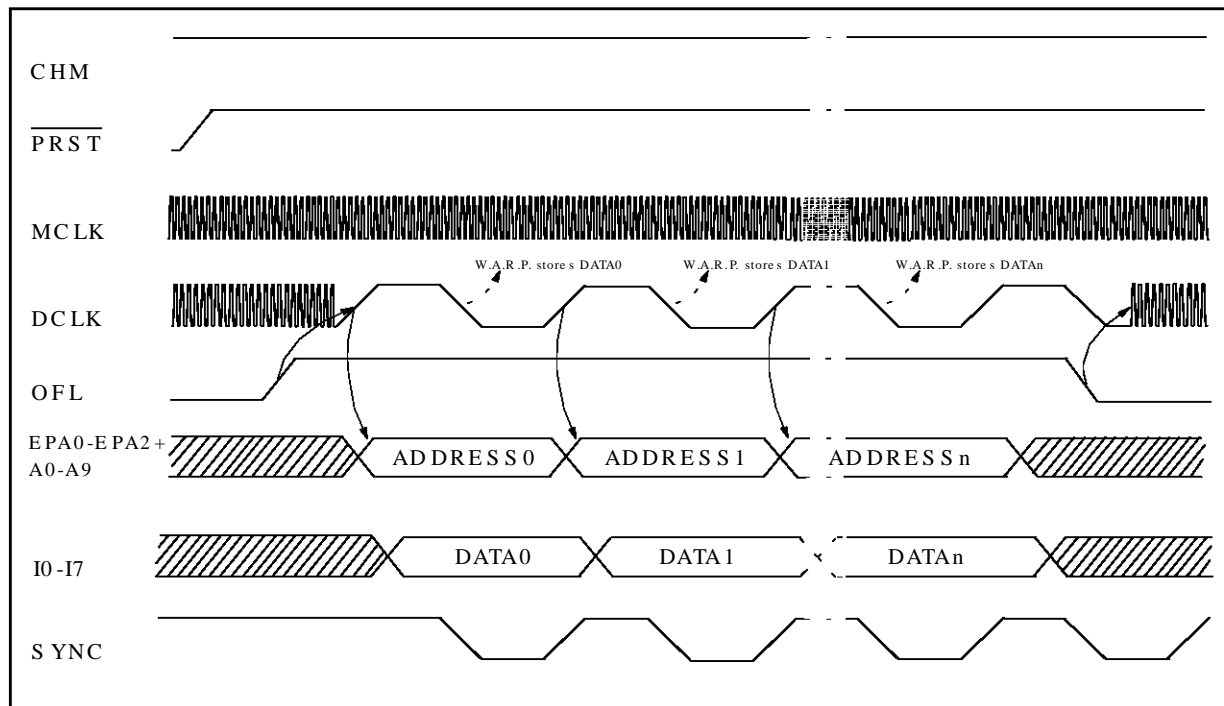 CHM
PRST
MCLK
W.A.R.P. stores DATA0 W.A.R.P. stores DATA1 W.A.R.P. stores DATAn
DCLK
OFL
EPA0-EPA2+
A0-A9
ADDRESS0 ADDRESS1 ADDRESSn
I0-I7 DATA0 DATA1 DATAn
SYNC